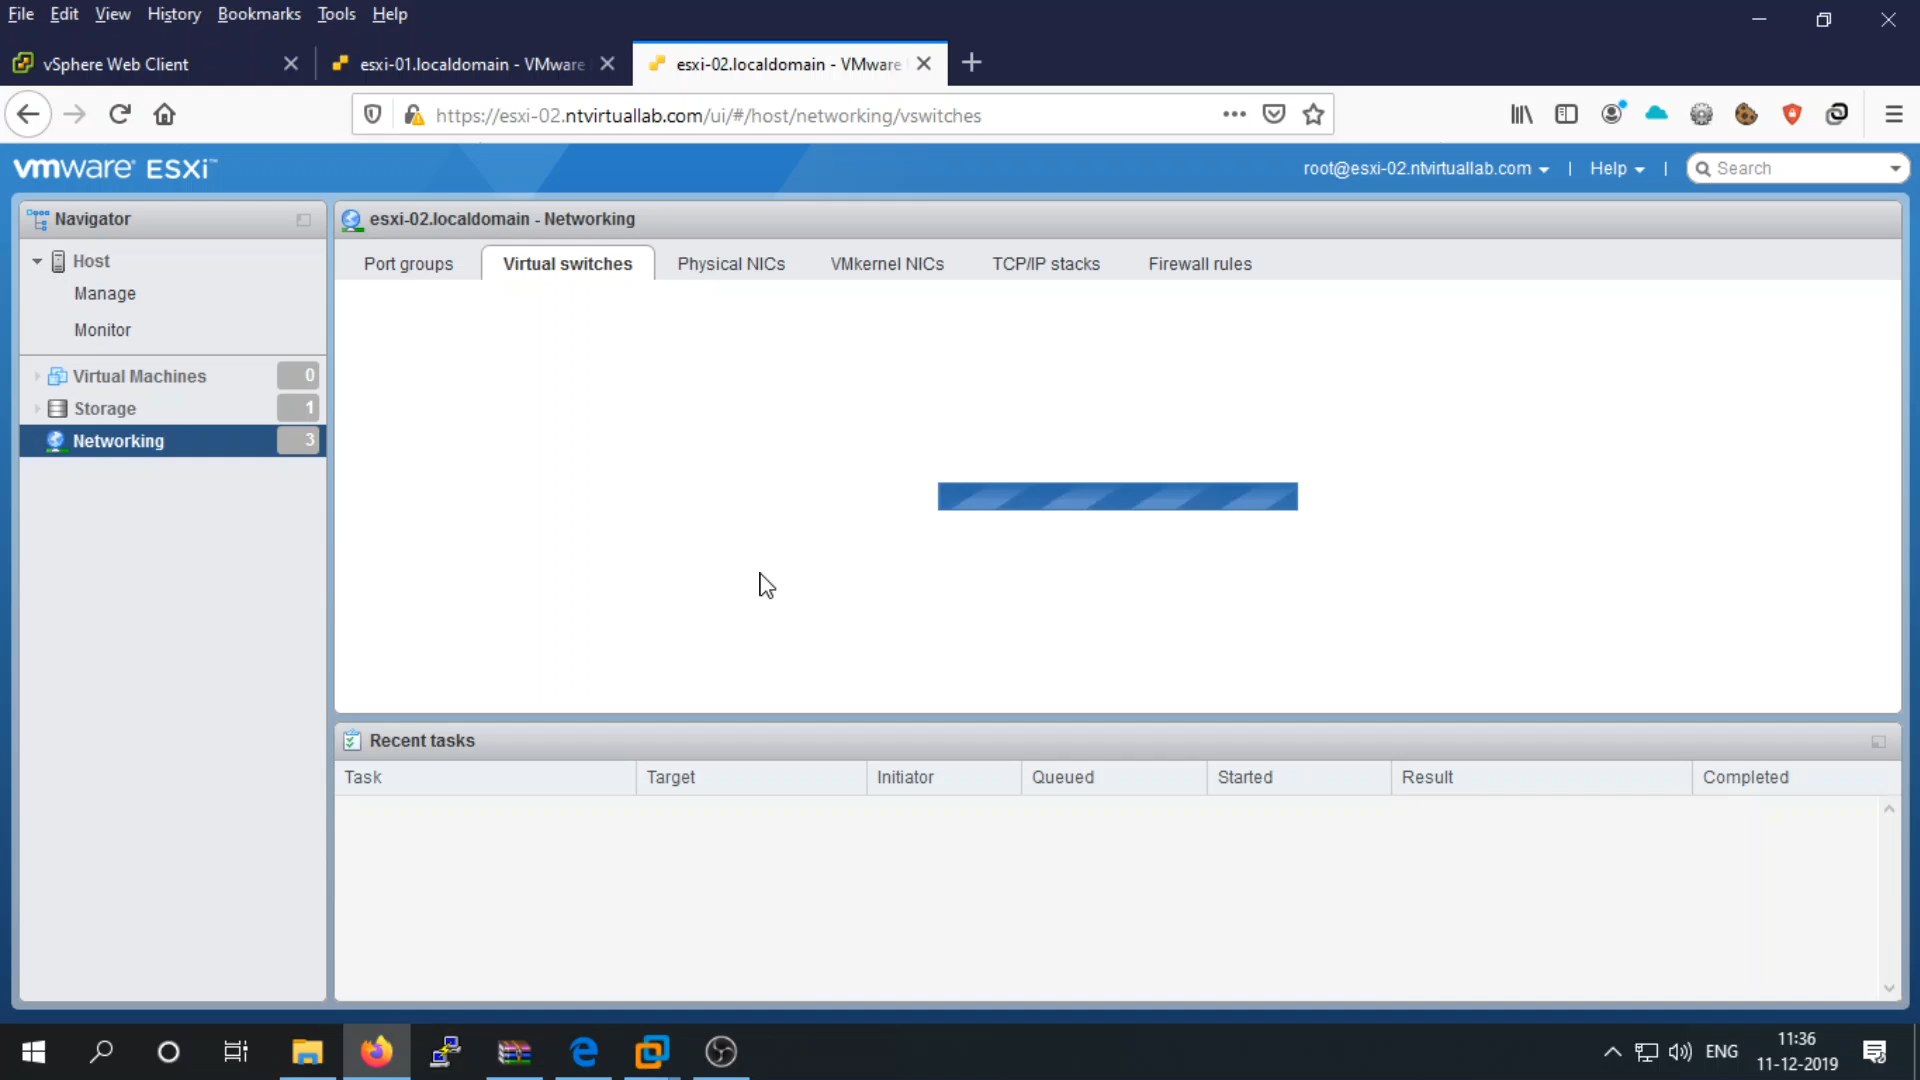 File Edit View History Bookmarks Tools Help
vSphere Web Client
esxi-01.localdomain - VMware
esxi-02.localdomain - VMware
https://esxi-02.ntvirtuallab.com/ui/#/host/networking/vswitches
vmware ESXi™
root@esxi-02.ntvirtuallab.com | Help | Search
Navigator
Host
Manage
Monitor
Virtual Machines 0
Storage 1
Networking 3
esxi-02.localdomain - Networking
Port groups Virtual switches Physical NICs VMkernel NICs TCP/IP stacks Firewall rules
Recent tasks
Task Target Initiator Queued Started Result Completed
ENG
11:36
11-12-2019